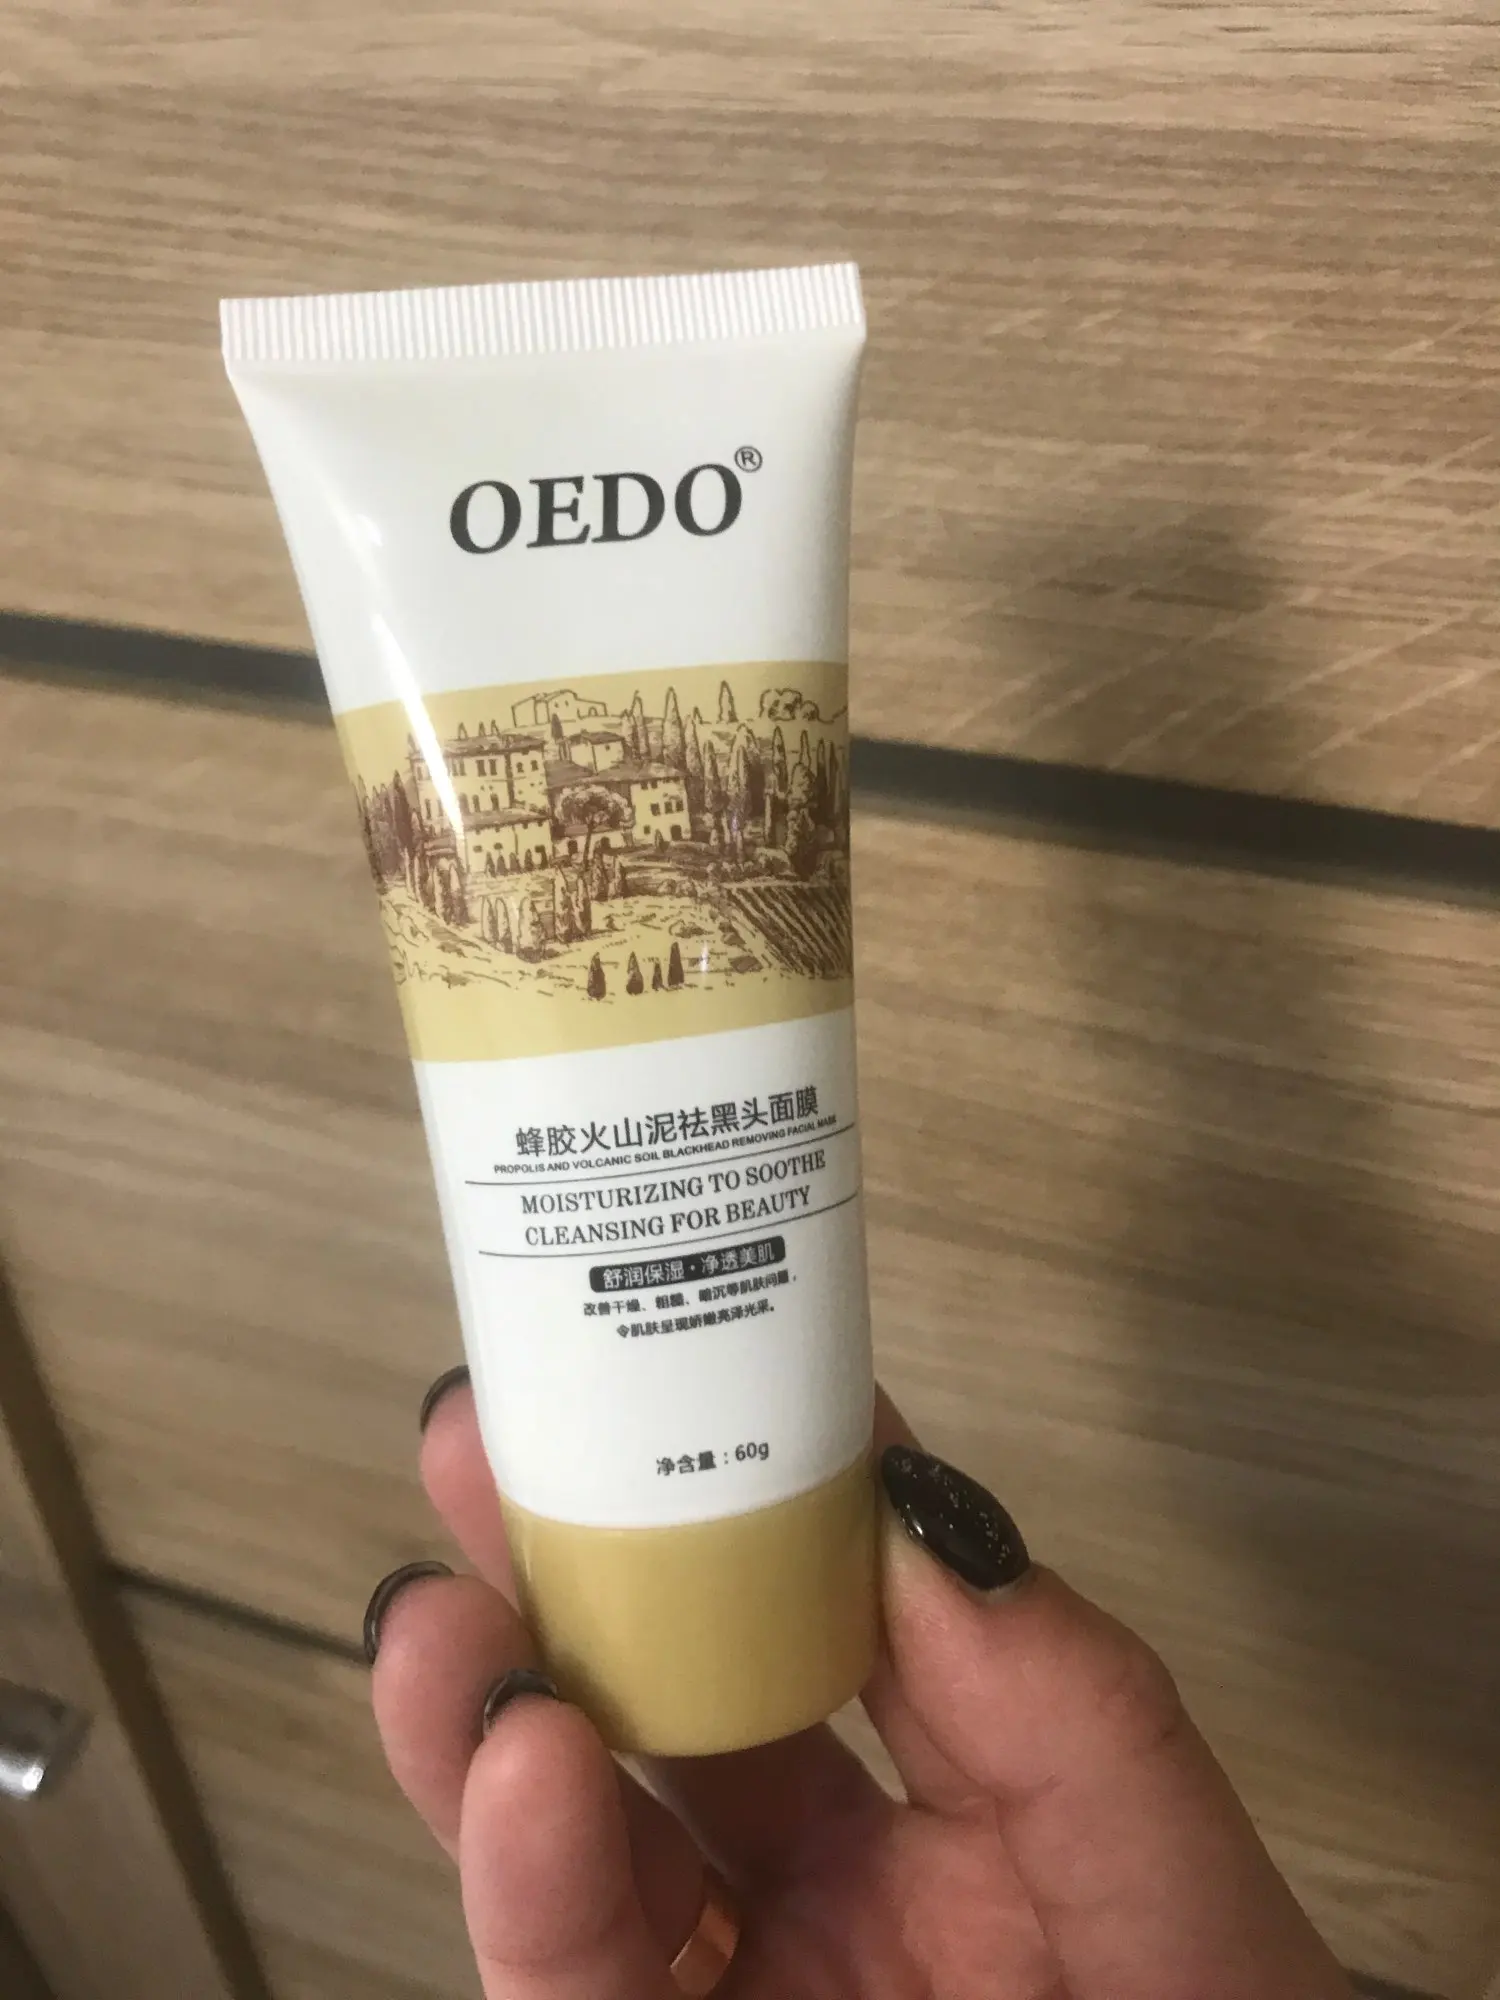 OEDO®
蜂胶火山泥祛黑头面膜
PROPOLIS AND VOLCANIC SOIL BLACKHEAD REMOVING FACIAL MASK
MOISTURIZING TO SOOTHE
CLEANSING FOR BEAUTY
舒润保湿·净透美肌
改善干燥、粗糙、暗沉等肌肤问题，
令肌肤呈现娇嫩亮泽光采。
净含量：60g